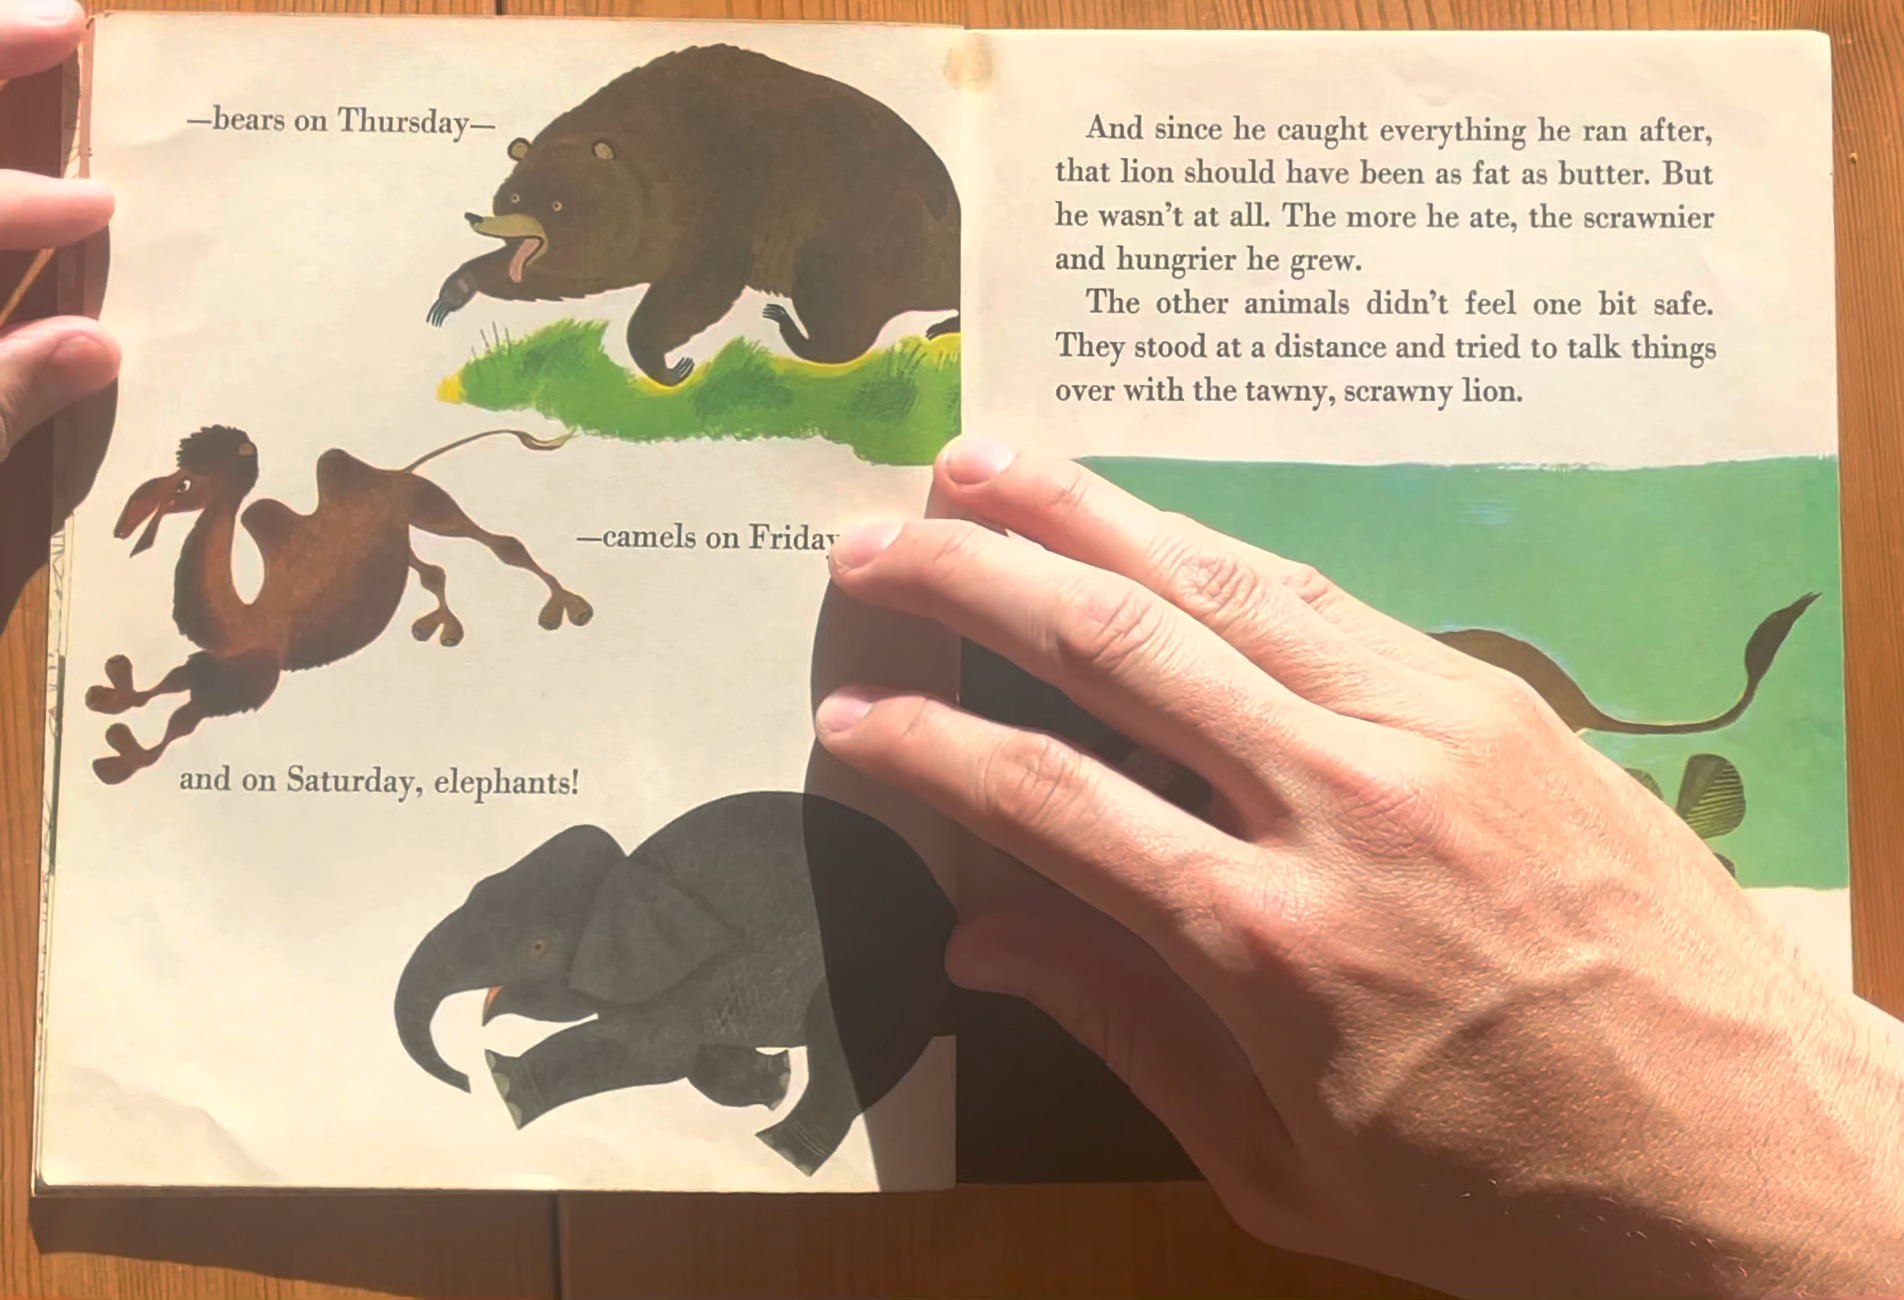 —bears on Thursday—
—camels on Friday
and on Saturday, elephants!
And since he caught everything he ran after,
that lion should have been as fat as butter. But
he wasn't at all. The more he ate, the scrawnier
and hungrier he grew.
The other animals didn't feel one bit safe.
They stood at a distance and tried to talk things
over with the tawny, scrawny lion.